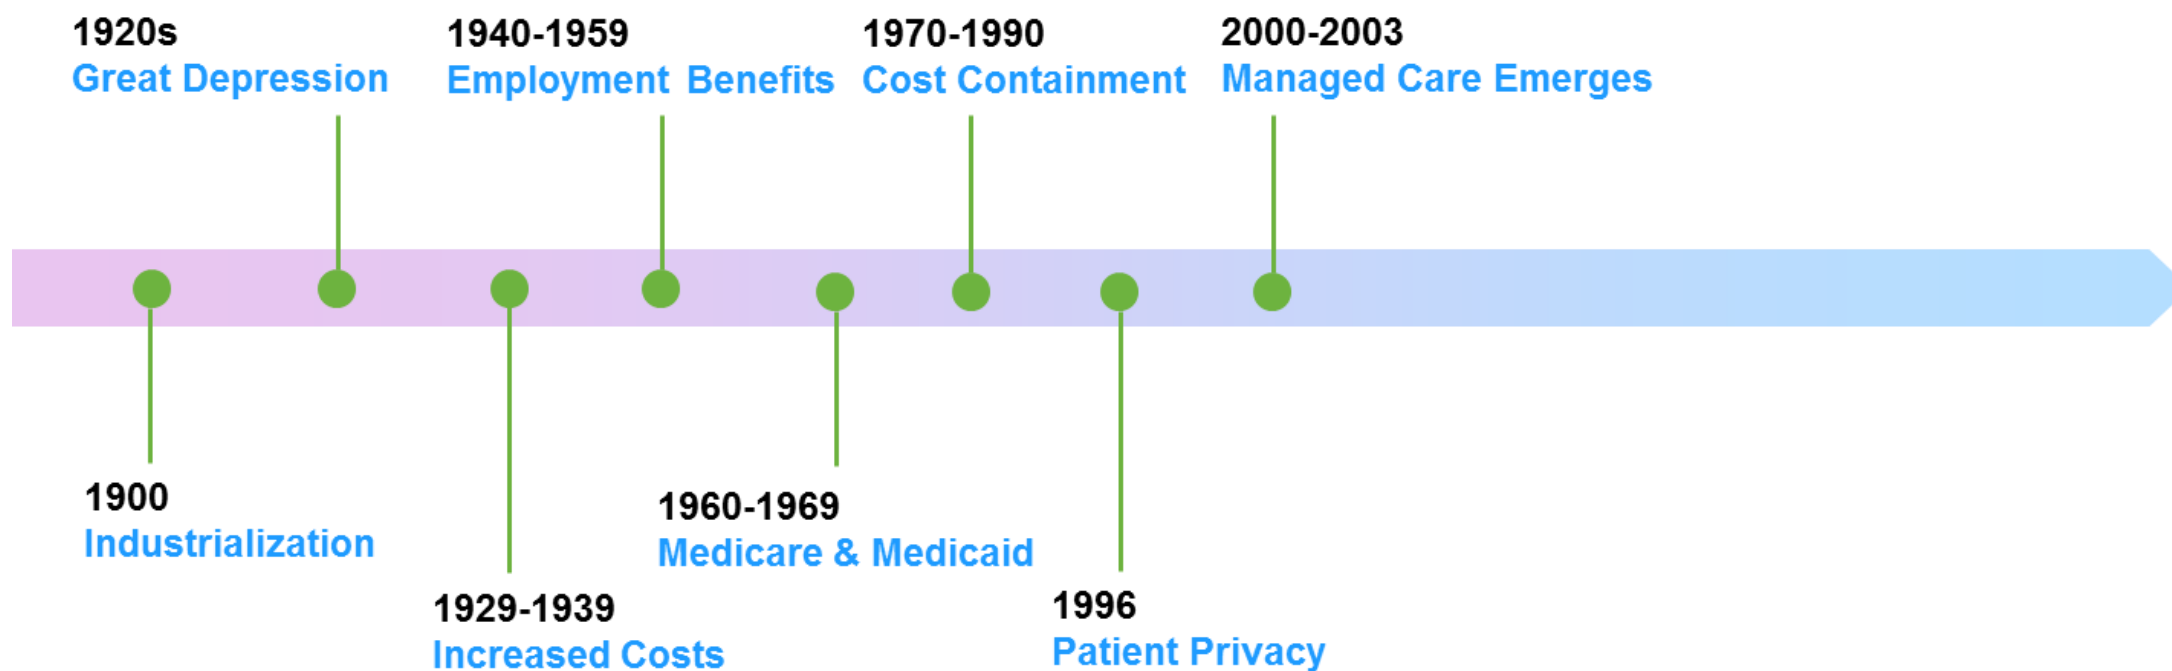 1920s
Great Depression
1940-1959
Employment Benefits
1970-1990
Cost Containment
2000-2003
Managed Care Emerges
1900
Industrialization
1929-1939
Increased Costs
1960-1969
Medicare & Medicaid
1996
Patient Privacy